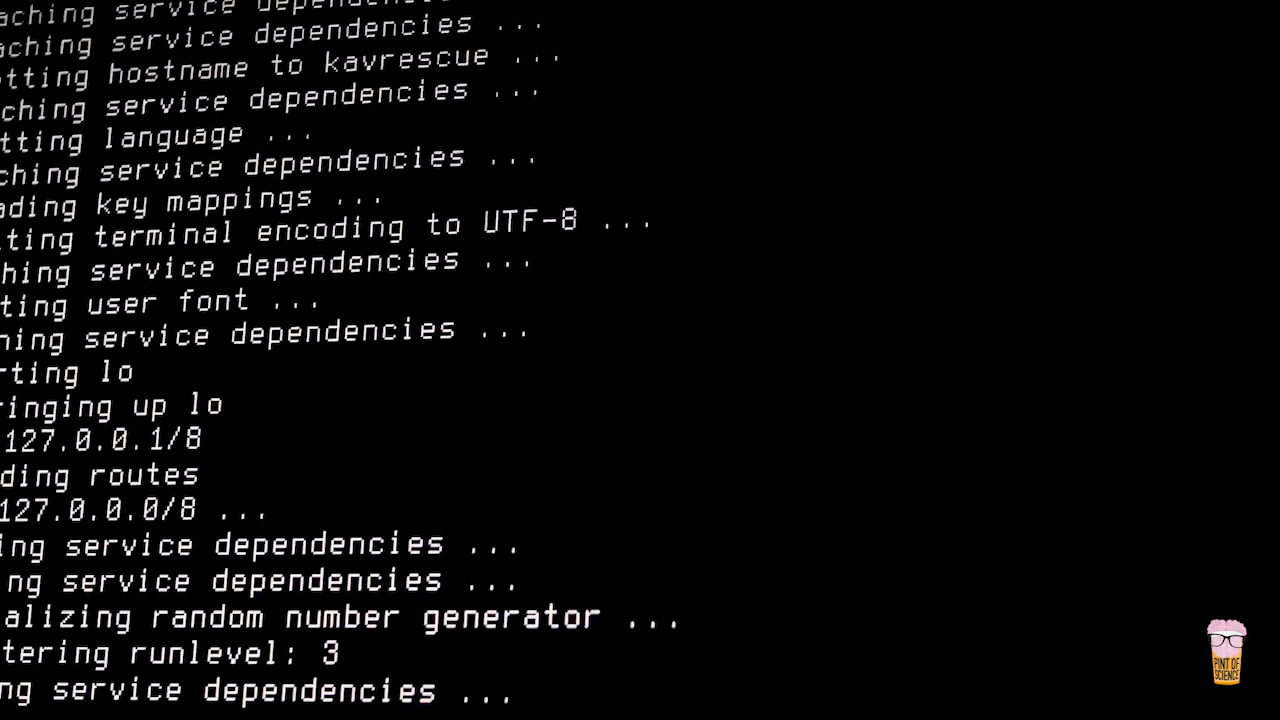 aching service dependencies
aching service dependencies ...
etting hostname to kavrescue ...
ching service dependencies ...
tting language ...
ching service dependencies ...
ading key mappings ...
tting terminal encoding to UTF-8 ...
hing service dependencies ...
ting user font ...
hing service dependencies ...
rting lo
ringing up lo
127.0.0.1/8
ding routes
127.0.0.0/8 ...
ing service dependencies ...
ng service dependencies ...
alizing random number generator ...
tering runlevel: 3
ng service dependencies ...
PINT OF
SCIENCE